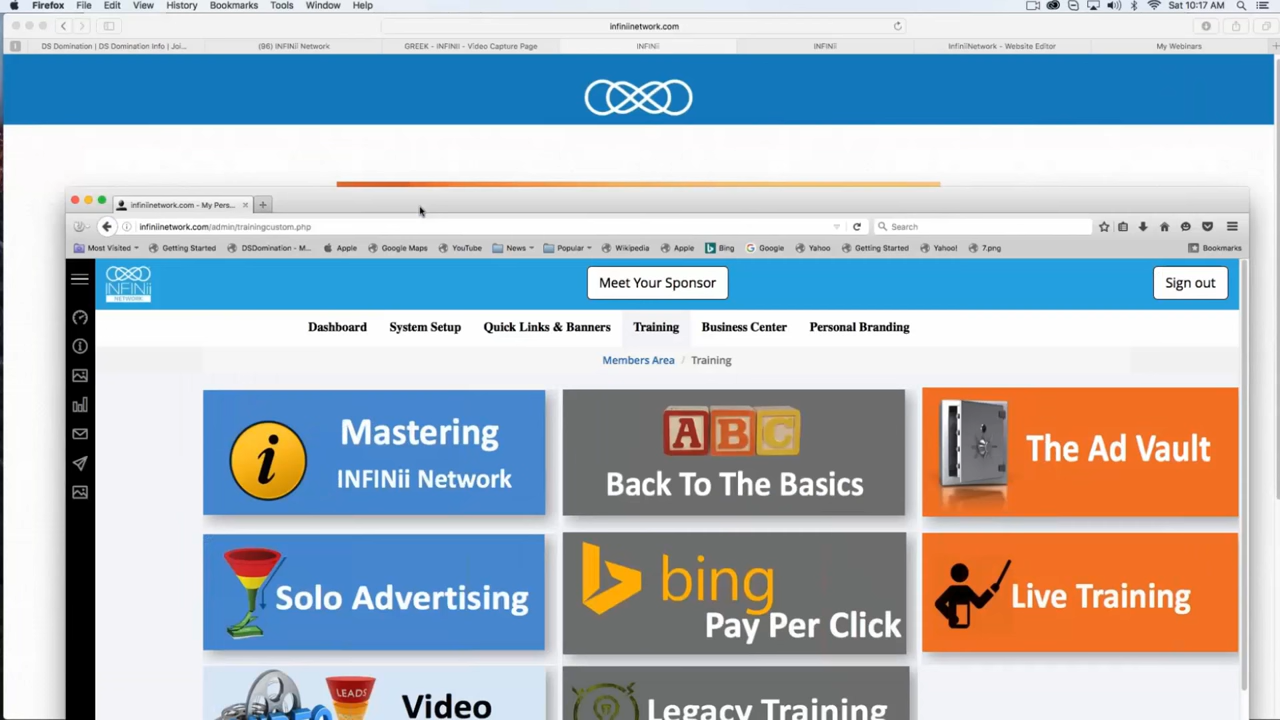 Firefox File Edit View History Bookmarks Tools Window Help Sat 10:17 AM
infiniinetwork.com
DS Domination | DS Domination Info | Joi... (96) INFINii Network GREEK - INFINii - Video Capture Page INFINii INFINii InfiniiNetwork - Website Editor My Webinars
infiniinetwork.com - My Pers...
infiniinetwork.com/admin/trainingcustom.php Search
Most Visited Getting Started DSDomination - M... Apple Google Maps YouTube News Popular Wikipedia Apple Bing Google Yahoo Getting Started Yahoo! 7.png Bookmarks
INFINii
NETWORK
Meet Your Sponsor
Sign out
Dashboard System Setup Quick Links & Banners Training Business Center Personal Branding
Members Area / Training
i
Mastering
INFINii Network
ABC
Back To The Basics
The Ad Vault
Solo Advertising
bing
Pay Per Click
Live Training
LEADS
Video
Legacy Training